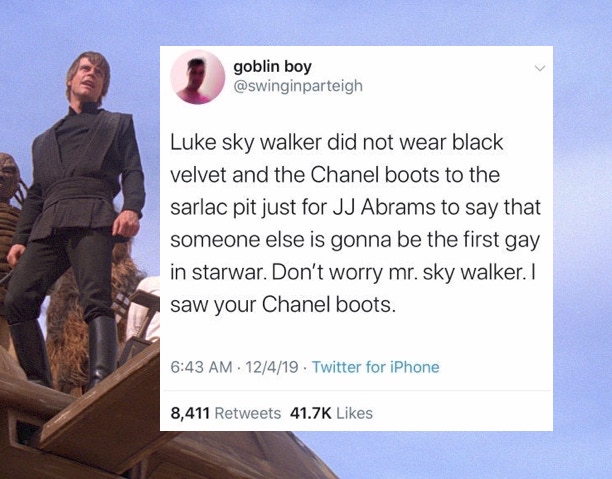 goblin boy
@swinginparteigh
Luke sky walker did not wear black
velvet and the Chanel boots to the
sarlac pit just for JJ Abrams to say that
someone else is gonna be the first gay
in starwar. Don't worry mr. sky walker. I
saw your Chanel boots.
6:43 AM · 12/4/19 · Twitter for iPhone
8,411 Retweets 41.7K Likes